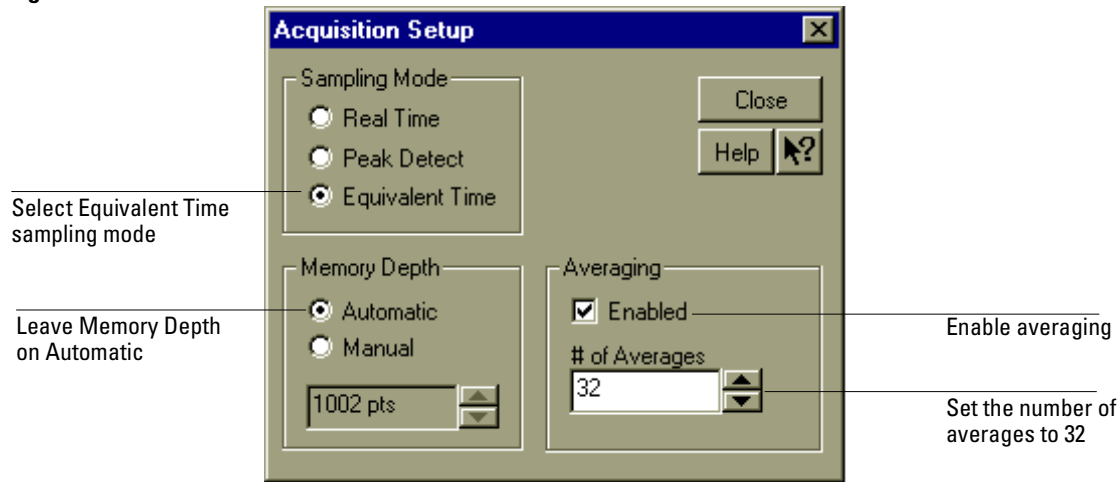 Acquisition Setup
Sampling Mode
Real Time
Peak Detect
Equivalent Time
Close
Help
?
Select Equivalent Time
sampling mode
Memory Depth
Automatic
Manual
1002 pts
Leave Memory Depth
on Automatic
Averaging
Enabled
# of Averages
32
Enable averaging
Set the number of
averages to 32